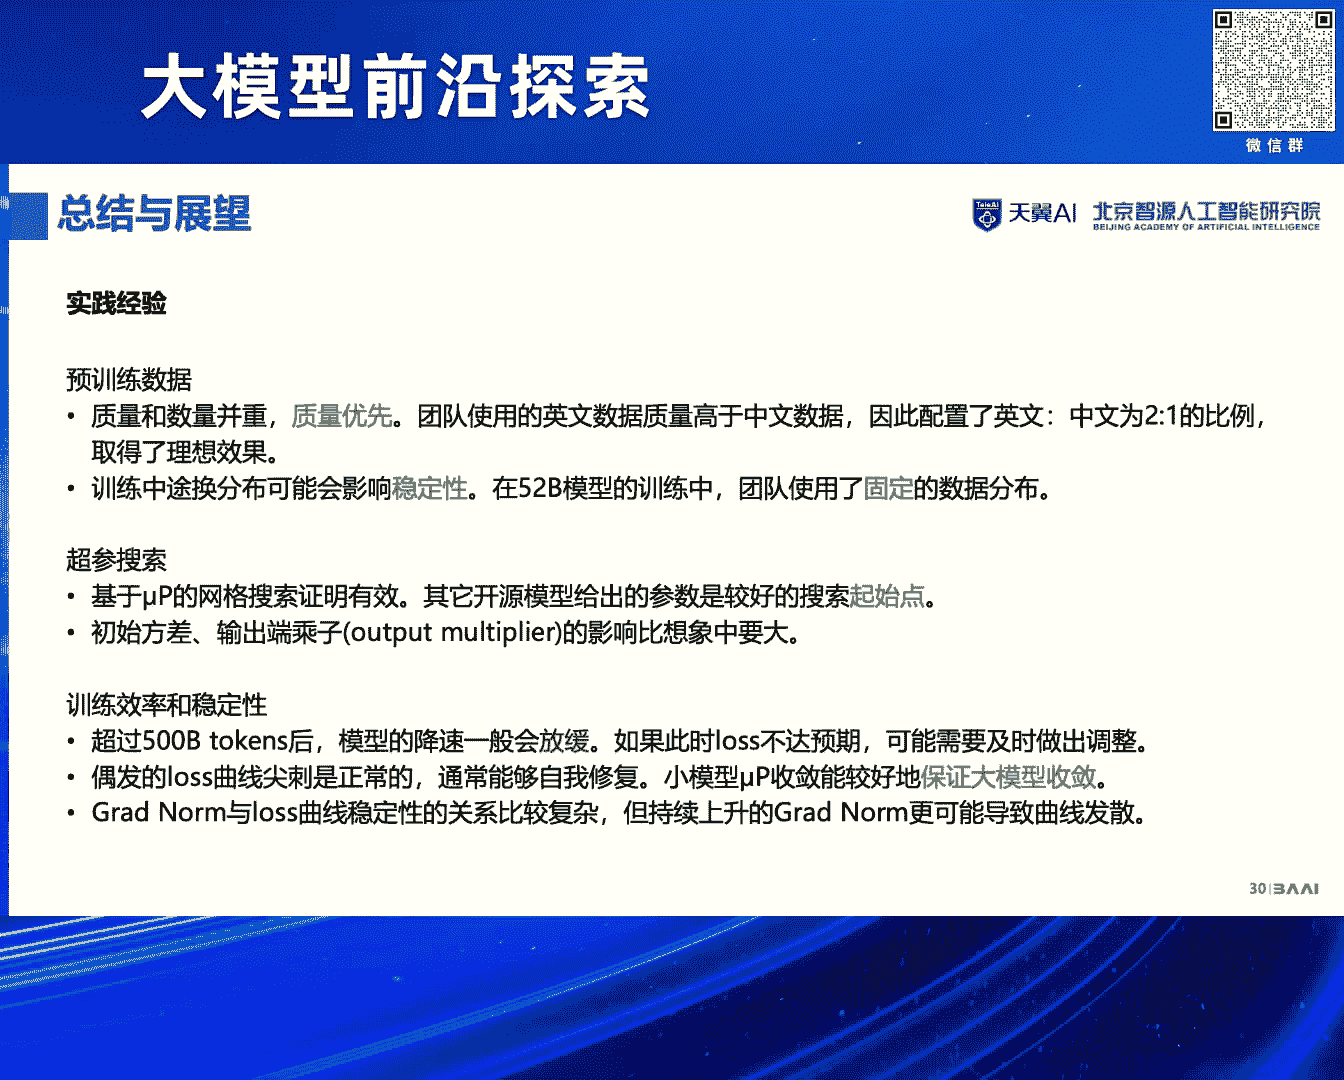 大模型前沿探索
微信群
总结与展望
TeleAI
天翼AI
北京智源人工智能研究院
BEIJING ACADEMY OF ARTIFICIAL INTELLIGENCE
实践经验
预训练数据
• 质量和数量并重，质量优先。团队使用的英文数据质量高于中文数据，因此配置了英文：中文为2:1的比例，
取得了理想效果。
• 训练中途换分布可能会影响稳定性。在52B模型的训练中，团队使用了固定的数据分布。
超参搜索
• 基于μP的网格搜索证明有效。其它开源模型给出的参数是较好的搜索起始点。
• 初始方差、输出端乘子(output multiplier)的影响比想象中要大。
训练效率和稳定性
• 超过500B tokens后，模型的降速一般会放缓。如果此时loss不达预期，可能需要及时做出调整。
• 偶发的loss曲线尖刺是正常的，通常能够自我修复。小模型μP收敛能较好地保证大模型收敛。
• Grad Norm与loss曲线稳定性的关系比较复杂，但持续上升的Grad Norm更可能导致曲线发散。
30|BAAI